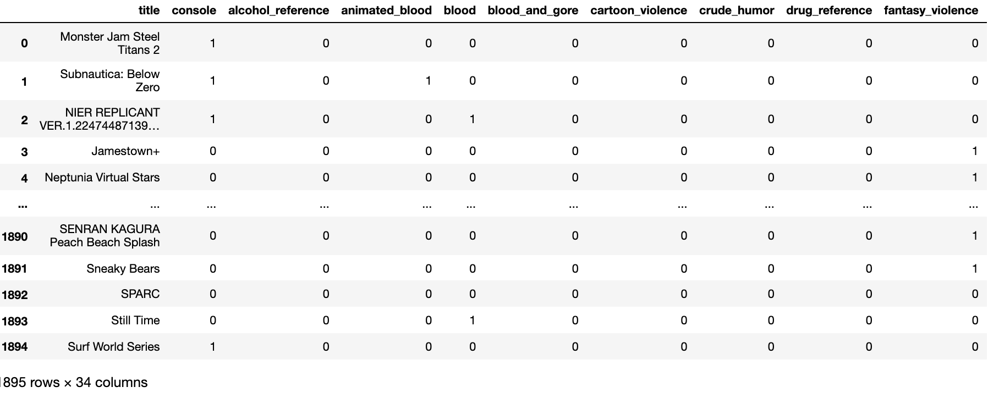 title console alcohol_reference animated_blood blood blood_and_gore cartoon_violence crude_humor drug_reference fantasy_violence
0 Monster Jam Steel Titans 2 1 0 0 0 0 0 0 0 0
1 Subnautica: Below Zero 1 0 1 0 0 0 0 0 0
2 NIER REPLICANT VER.1.22474487139… 1 0 0 1 0 0 0 0 0
3 Jamestown+ 0 0 0 0 0 0 0 0 1
4 Neptunia Virtual Stars 0 0 0 0 0 0 0 0 1
... ... ... ... ... ... ... ... ... ... ...
1890 SENRAN KAGURA Peach Beach Splash 0 0 0 0 0 0 0 0 1
1891 Sneaky Bears 0 0 0 0 0 0 0 0 1
1892 SPARC 0 0 0 0 0 0 0 0 0
1893 Still Time 0 0 0 1 0 0 0 0 0
1894 Surf World Series 1 0 0 0 0 0 0 0 0
1895 rows × 34 columns